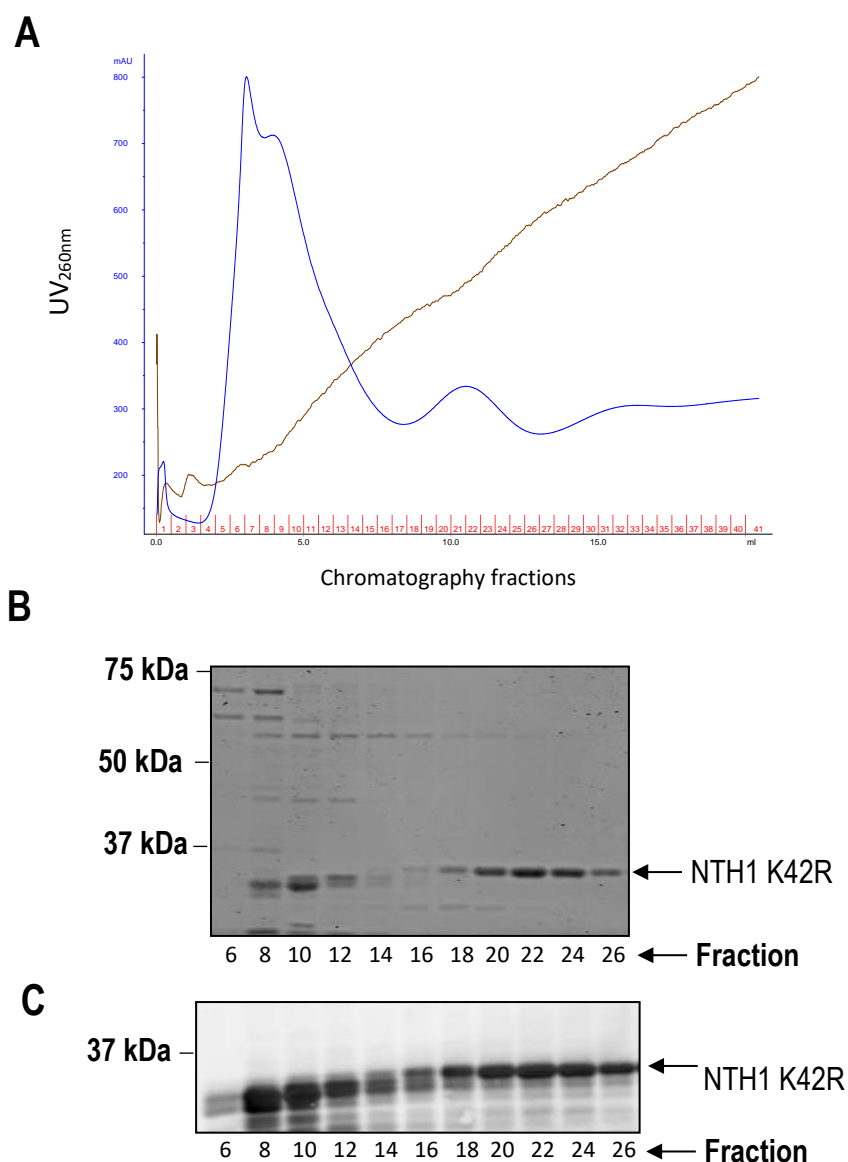 A
mAU
800
700
600
500
400
300
200
UV260nm
1 2 3 4 5 6 7 8 9 10 11 12 13 14 15 16 17 18 19 20 21 22 23 24 25 26 27 28 29 30 31 32 33 34 35 36 37 38 39 40 41
0.0 5.0 10.0 15.0 ml
Chromatography fractions
B
75 kDa
50 kDa
37 kDa
NTH1 K42R
6 8 10 12 14 16 18 20 22 24 26 Fraction
C
37 kDa
NTH1 K42R
6 8 10 12 14 16 18 20 22 24 26 Fraction